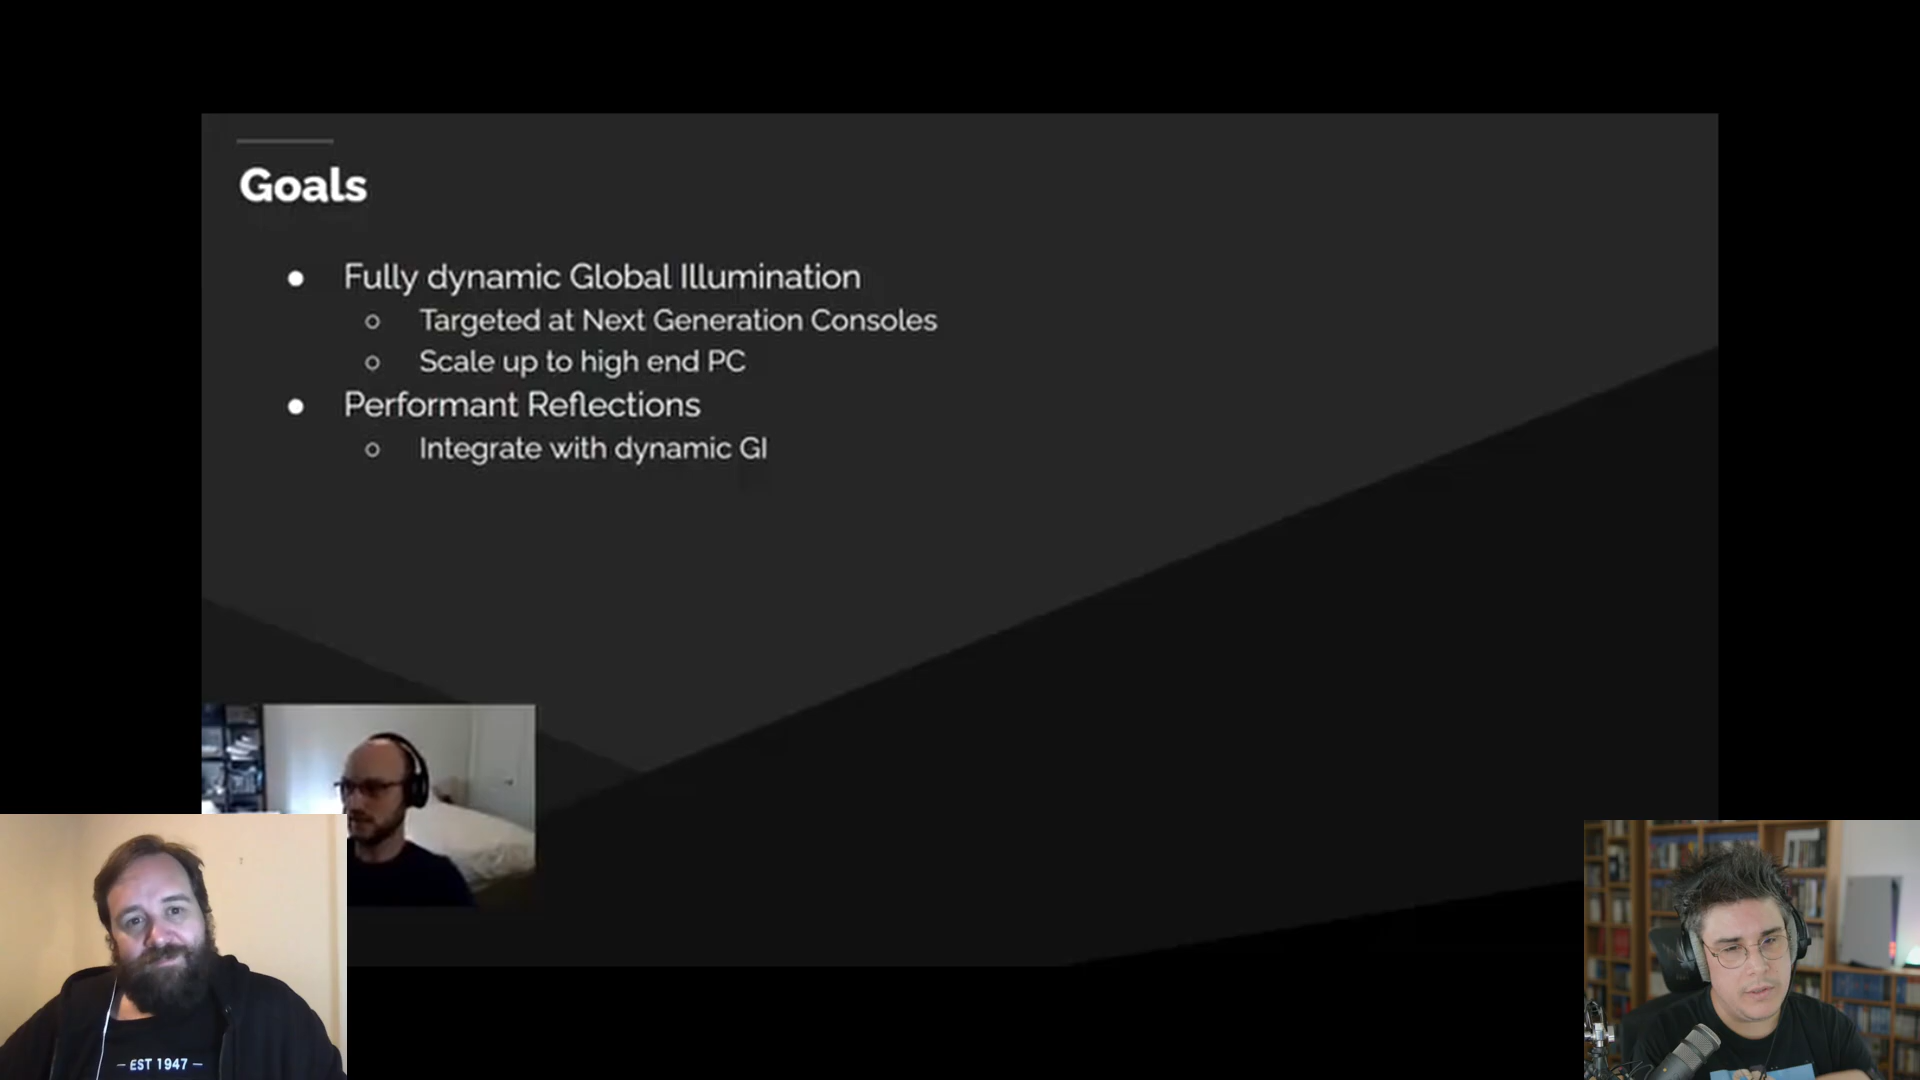 Goals
Fully dynamic Global Illumination
Targeted at Next Generation Consoles
Scale up to high end PC
Performant Reflections
Integrate with dynamic GI
– EST 1947 –